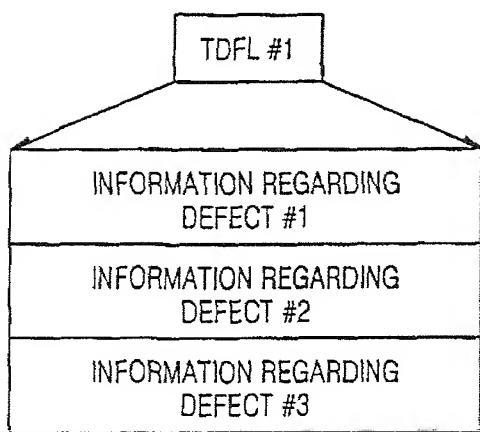 TDFL #1
INFORMATION REGARDING
DEFECT #1
INFORMATION REGARDING
DEFECT #2
INFORMATION REGARDING
DEFECT #3